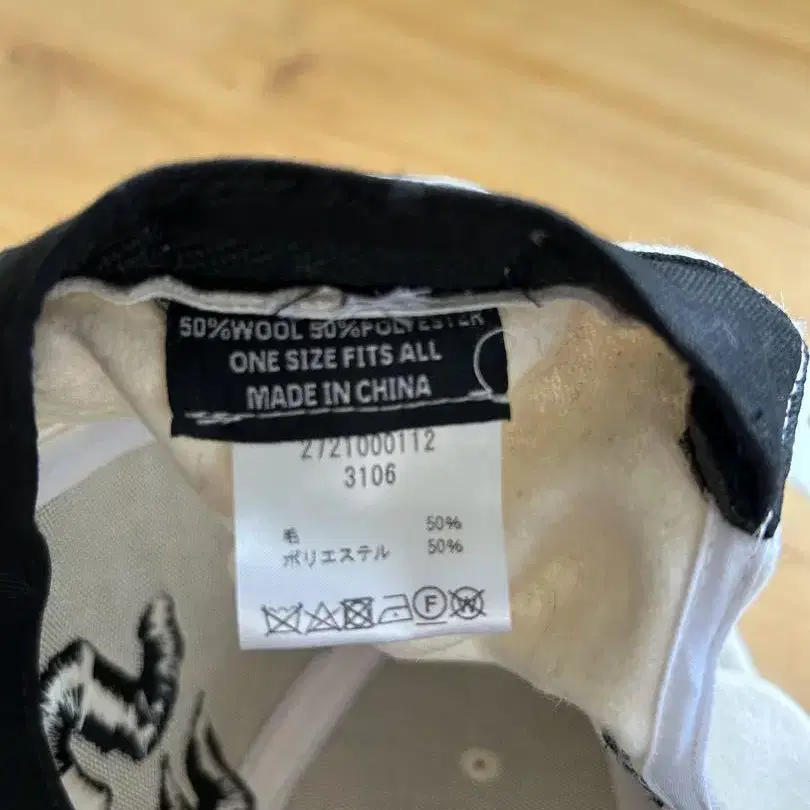 50%WOOL 50%POLYESTER
ONE SIZE FITS ALL
MADE IN CHINA
2721000112
3106
毛 50%
ポリエステル 50%
F W